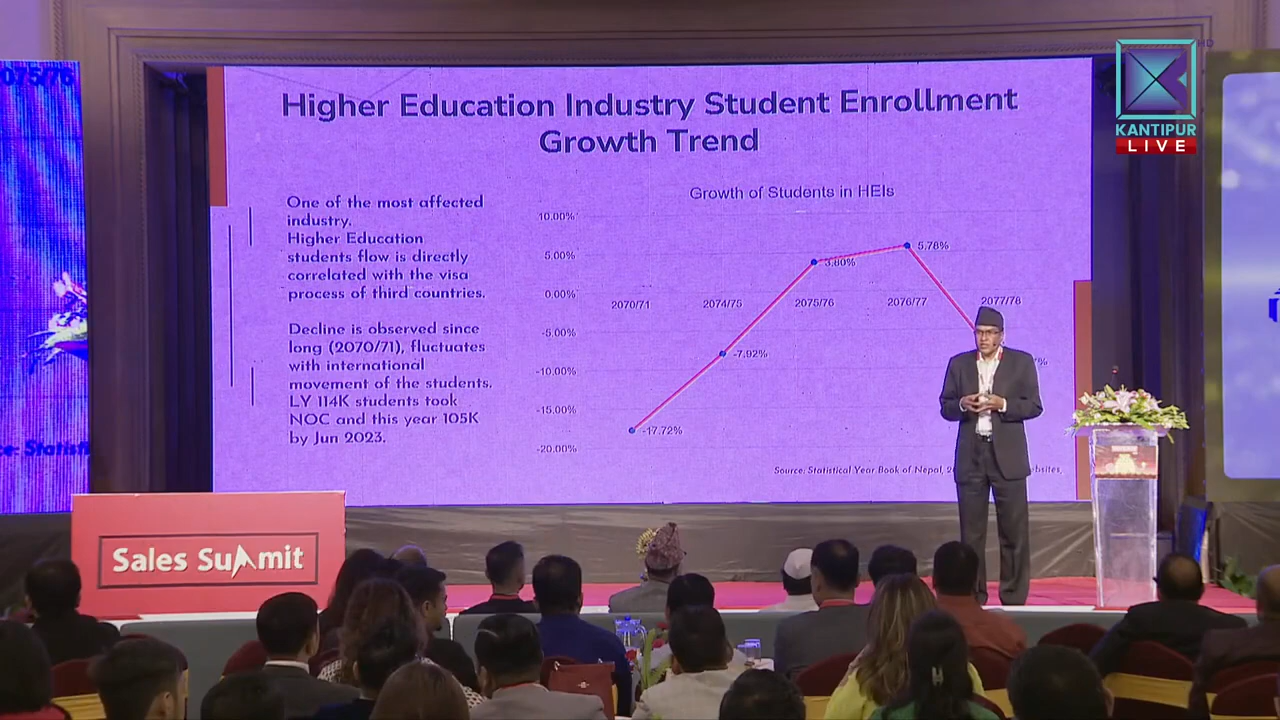 075/76
HD
KANTIPUR
LIVE
Higher Education Industry Student Enrollment
Growth Trend
One of the most affected
industry.
Higher Education
students flow is directly
correlated with the visa
process of third countries.
Decline is observed since
long (2070/71), fluctuates
with international
movement of the students.
LY 114K students took
NOC and this year 105K
by Jun 2023.
Growth of Students in HEIs
10.00%
5.00%
0.00%
-5.00%
-10.00%
-15.00%
-20.00%
2070/71
2074/75
2075/76
2076/77
2077/78
-17.72%
-7.92%
3.80%
5.78%
%
Source: Statistical Year Book of Nepal,
Sales Summit